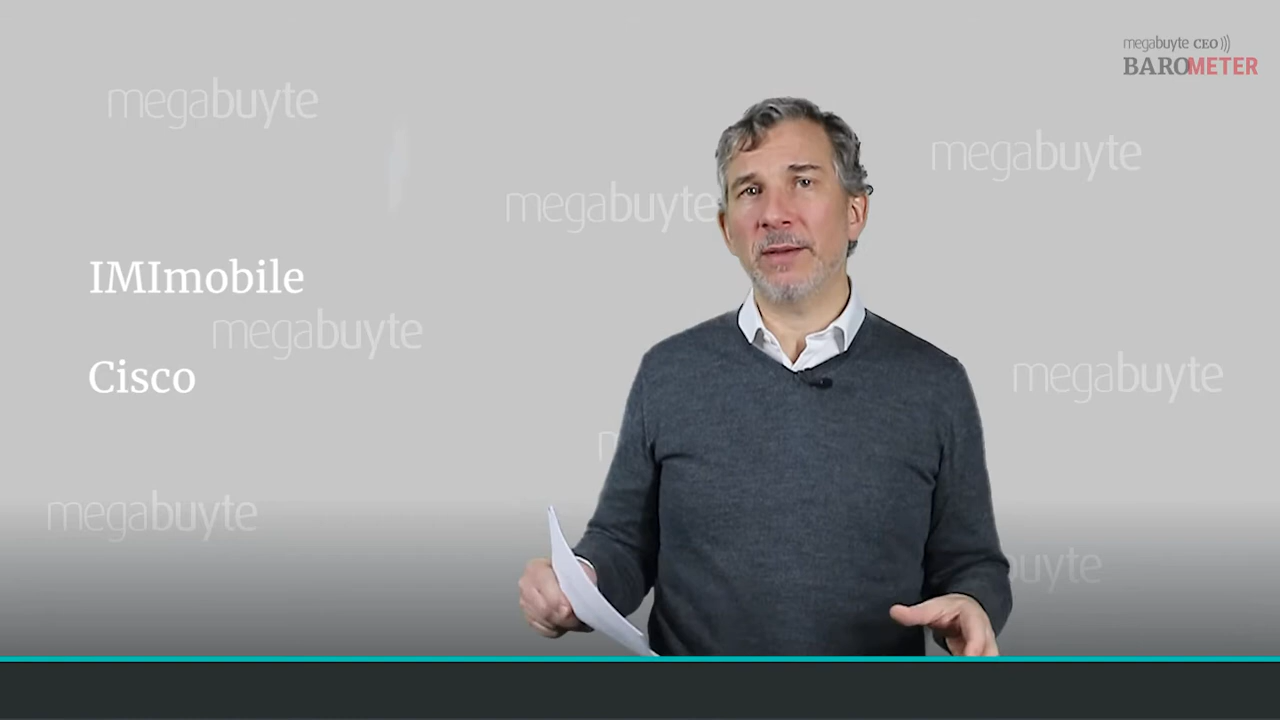 megabuyte CEO
BAROMETER
megabuyte
megabuyte
megabuyte
IMImobile
megabuyte
Cisco
megabuyte
megabuyte
buyte